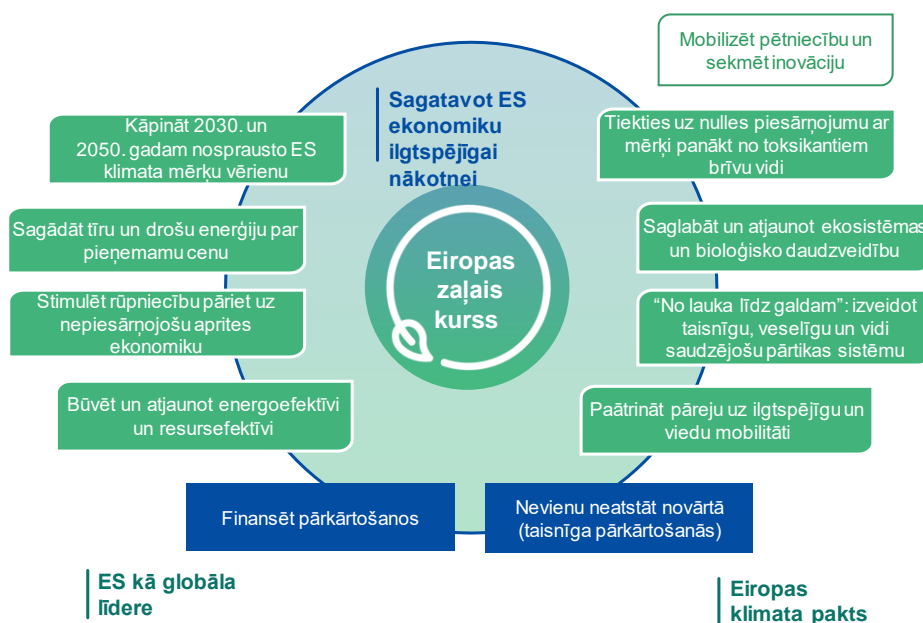 Mobilizēt pētniecību un
sekmēt inovāciju
Sagatavot ES
ekonomiku
ilgtspējīgai
nākotnei
Kāpināt 2030. un
2050. gadam nospraustо ES
klimata mērķu vērienu
Tiekties uz nulles piesārņojumu ar
mērķi panākt no toksikantiem
brīvu vidi
Sagādāt tīru un drošu enerģiju par
pieņemamu cenu
Saglabāt un atjaunot ekosistēmas
un bioloģisko daudzveidību
Eiropas
zaļais
kurss
Stimulēt rūpniecību pāriet uz
nepiesārņojošu aprites
ekonomiku
“No lauka līdz galdam”: izveidot
taisnīgu, veselīgu un vidi
saudzējošu pārtikas sistēmu
Būvēt un atjaunot energoefektīvi
un resursefektīvi
Paātrināt pāreju uz ilgtspējīgu un
viedu mobilitāti
Finansēt pārkārtošanos
Nevienu neatstāt novārtā
(taisnīga pārkārtošanās)
ES kā globāla
līdere
Eiropas
klimata pakts